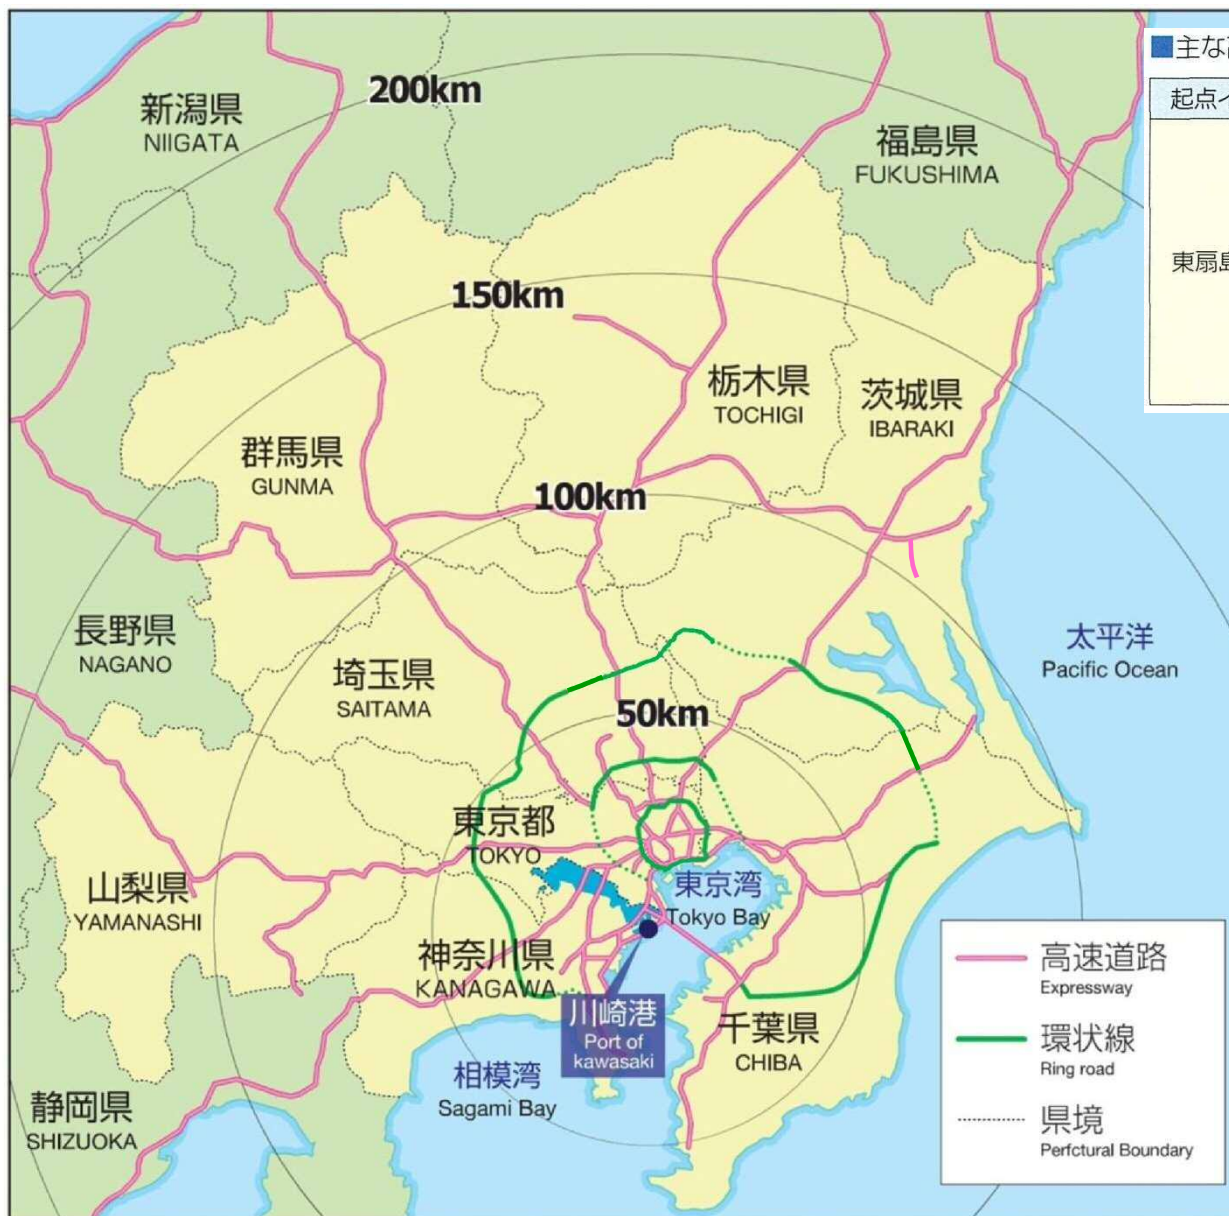 200km
新潟県
NIIGATA
福島県
FUKUSHIMA
■主な
起点
東扇島
150km
栃木県
TOCHIGI
茨城県
IBARAKI
群馬県
GUNMA
100km
長野県
NAGANO
埼玉県
SAITAMA
太平洋
Pacific Ocean
50km
東京都
TOKYO
山梨県
YAMANASHI
東京湾
Tokyo Bay
神奈川県
KANAGAWA
川崎港
Port of
kawasaki
千葉県
CHIBA
相模湾
Sagami Bay
静岡県
SHIZUOKA
高速道路
Expressway
環状線
Ring road
県境
Perfctural Boundary